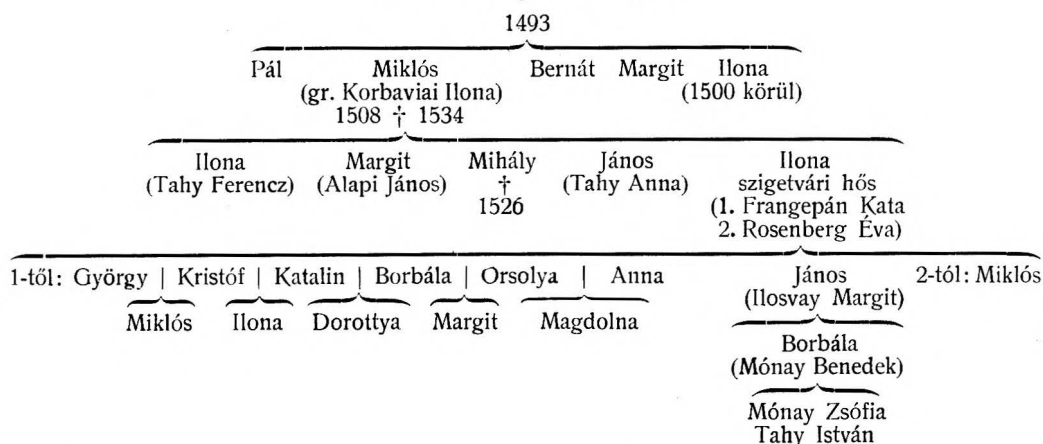 1493
Pál Miklós Bernát Margit Ilona
(gr. Korbaviai Ilona) (1500 körül)
1508 † 1534
Ilona Margit Mihály János Ilona
(Tahy Ferencz) (Alapi János) † (Tahy Anna) szigetvári hős
1526 (1. Frangepán Kata
2. Rosenberg Éva)
1-től: György | Kristóf | Katalin | Borbála | Orsolya | Anna János 2-tól: Miklós
(Ilosvay Margit)
Miklós Ilona Dorottya Margit Magdolna
Borbála
(Mónay Benedek)
Mónay Zsófia
Tahy István